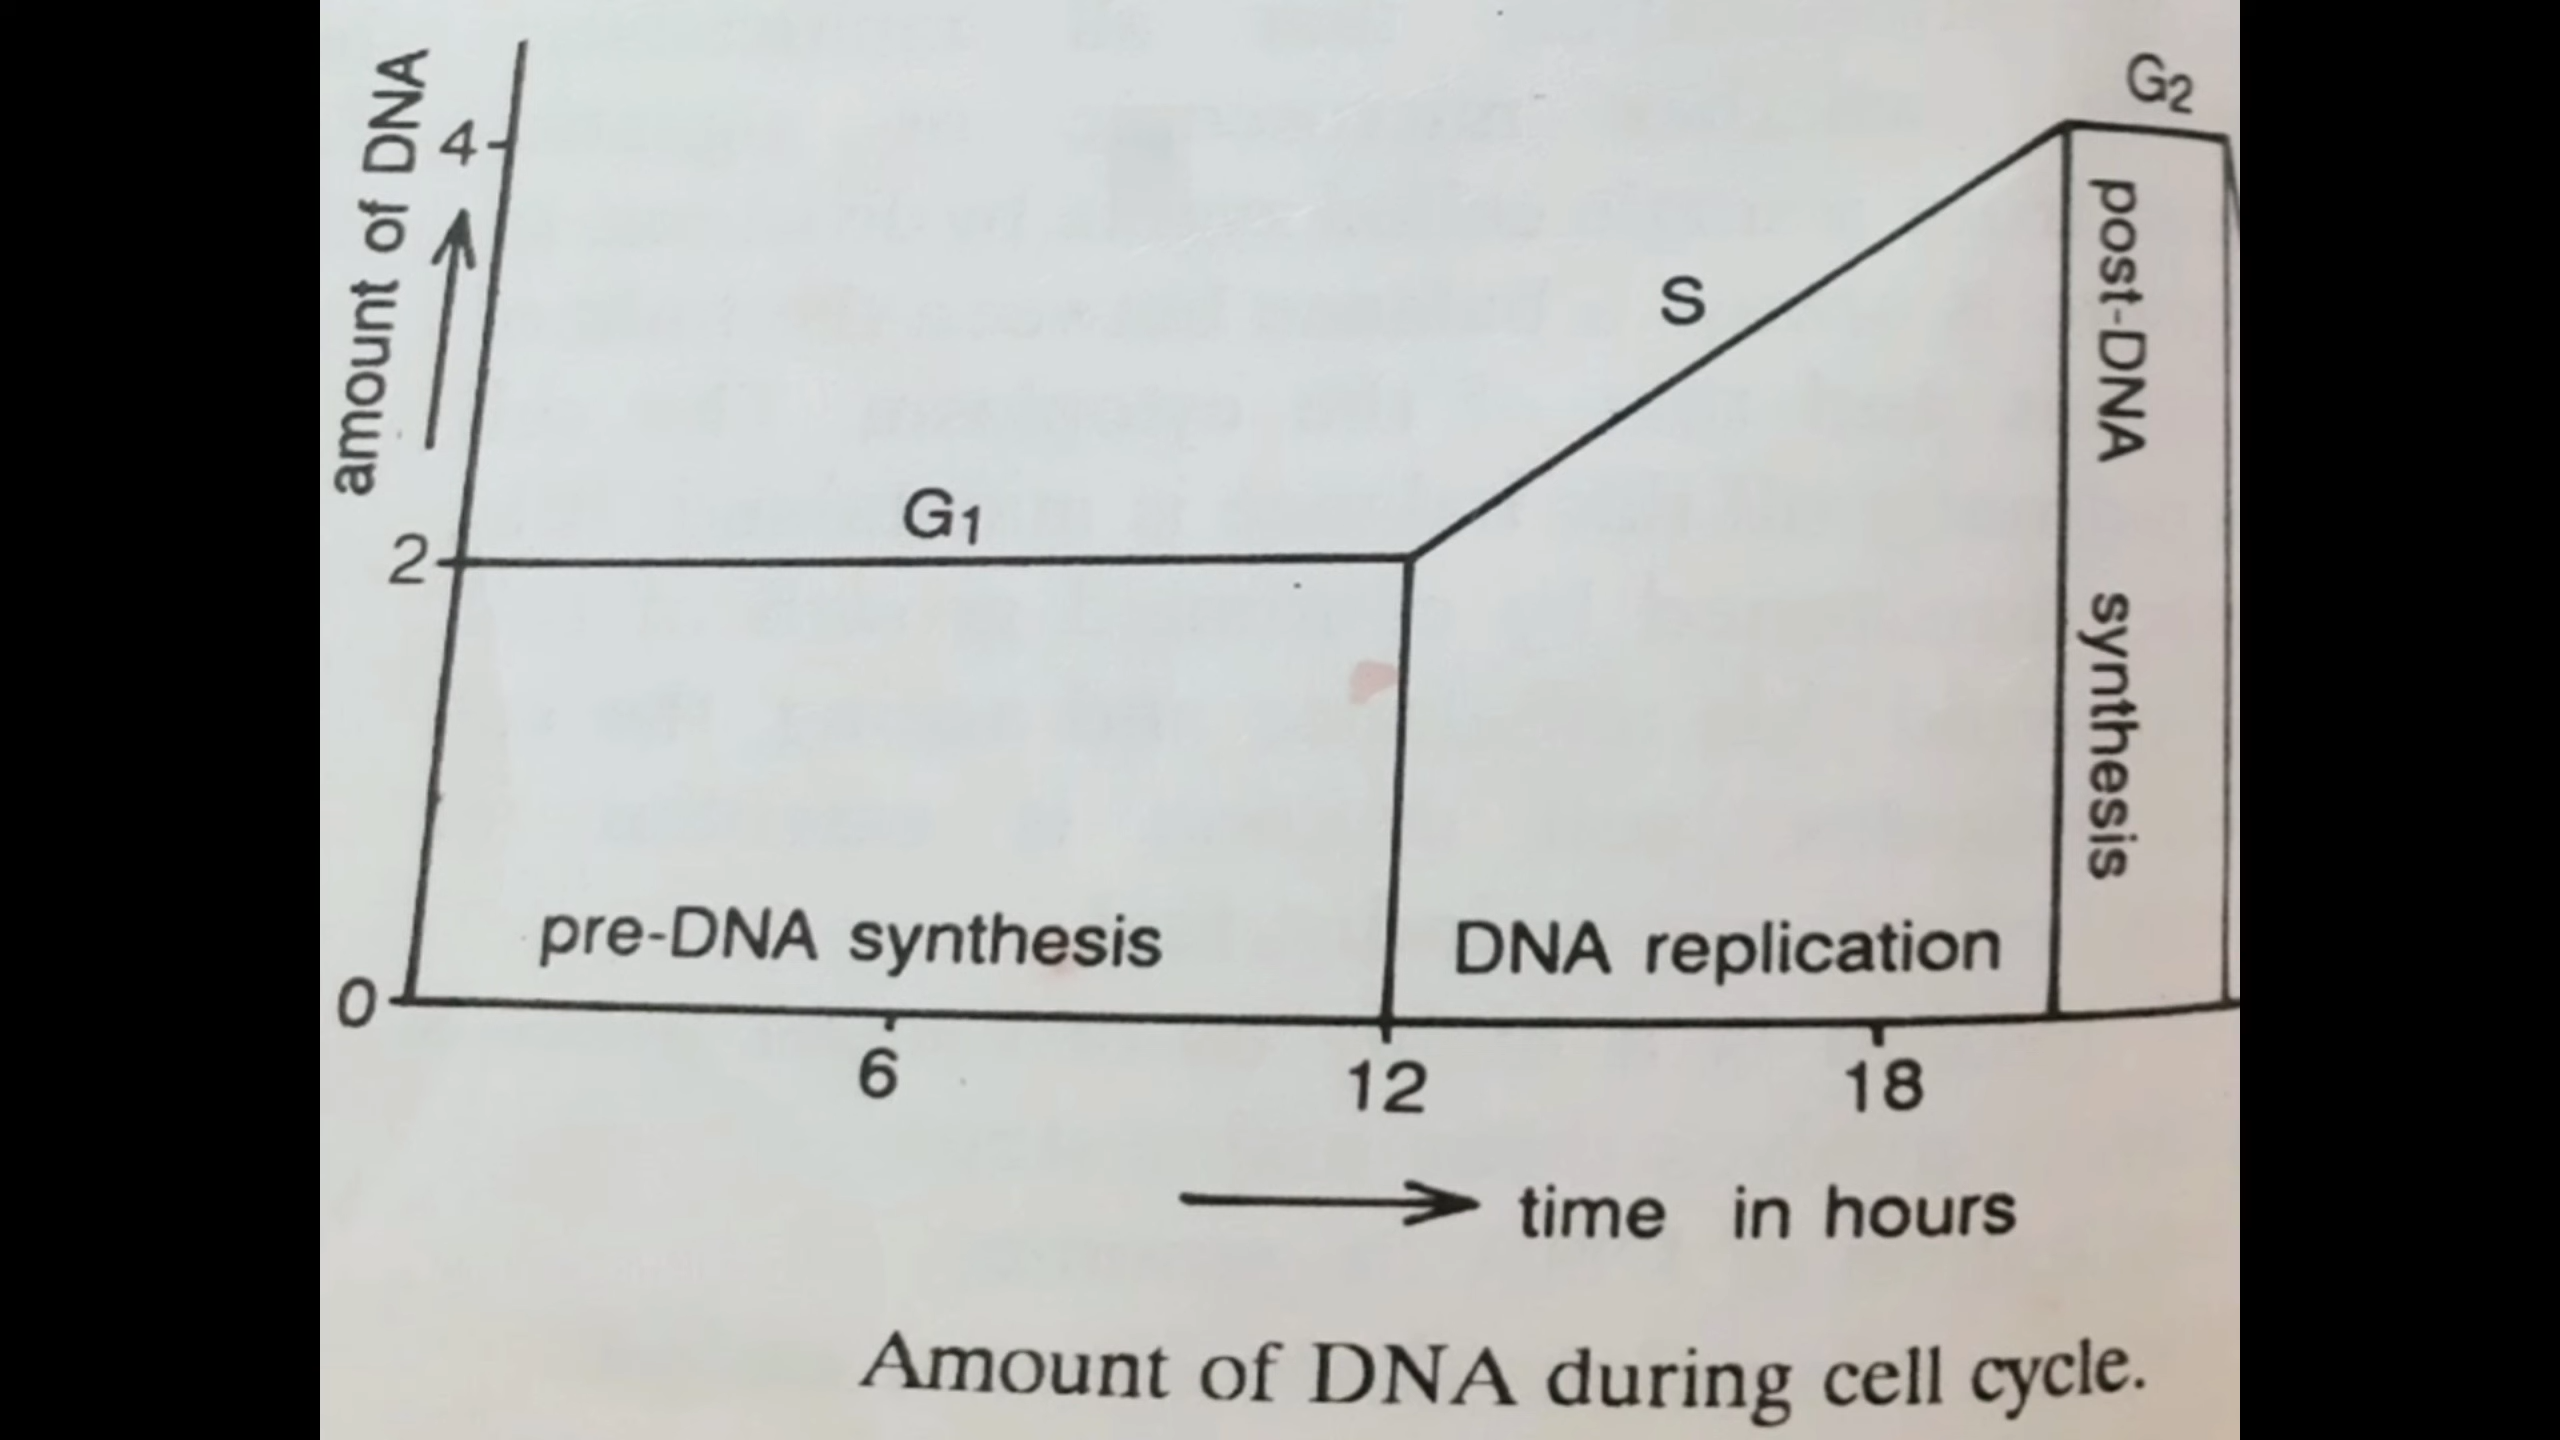 amount of DNA
4
2
0
G1
S
G2
pre-DNA synthesis
DNA replication
post-DNA synthesis
6
12
18
time in hours
Amount of DNA during cell cycle.